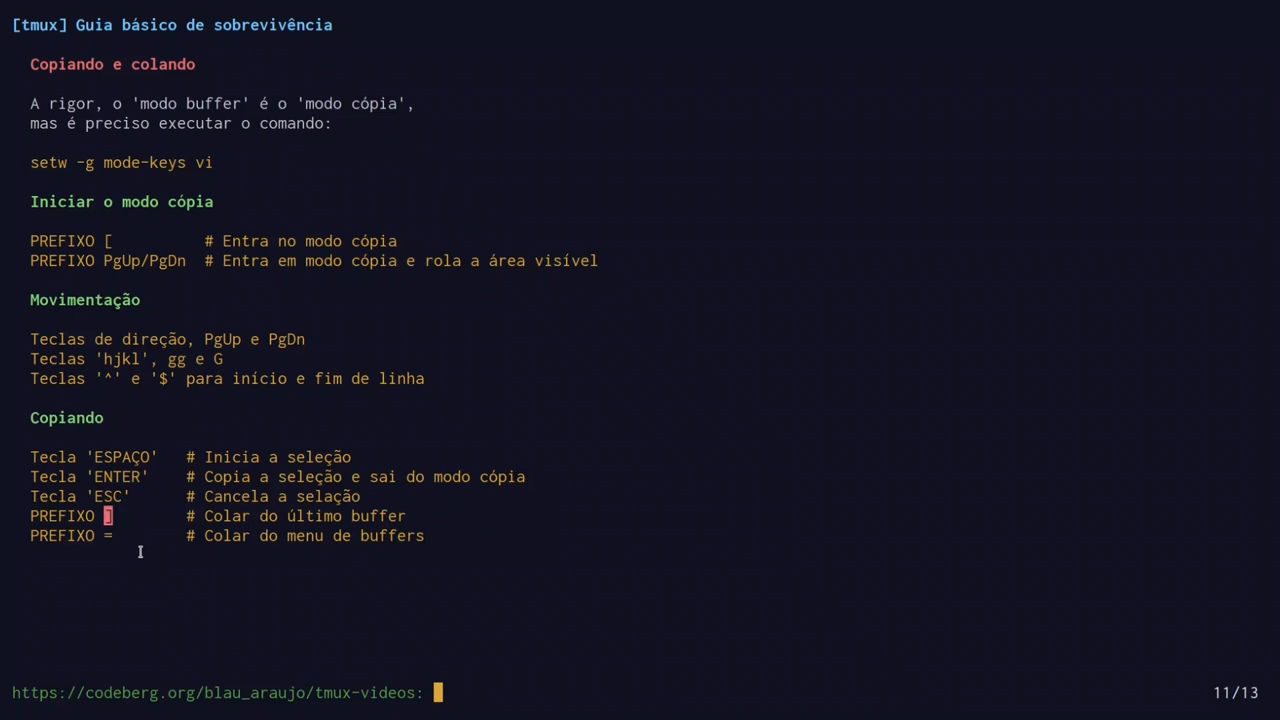 [tmux] Guia básico de sobrevivência
Copiando e colando
A rigor, o 'modo buffer' é o 'modo cópia',
mas é preciso executar o comando:
setw -g mode-keys vi
Iniciar o modo cópia
PREFIXO [ # Entra no modo cópia
PREFIXO PgUp/PgDn # Entra em modo cópia e rola a área visível
Movimentação
Teclas de direção, PgUp e PgDn
Teclas 'hjkl', gg e G
Teclas '^' e '$' para início e fim de linha
Copiando
Tecla 'ESPAÇO' # Inicia a seleção
Tecla 'ENTER' # Copia a seleção e sai do modo cópia
Tecla 'ESC' # Cancela a selação
PREFIXO ] # Colar do último buffer
PREFIXO = # Colar do menu de buffers
https://codeberg.org/blau_araujo/tmux-videos: 11/13